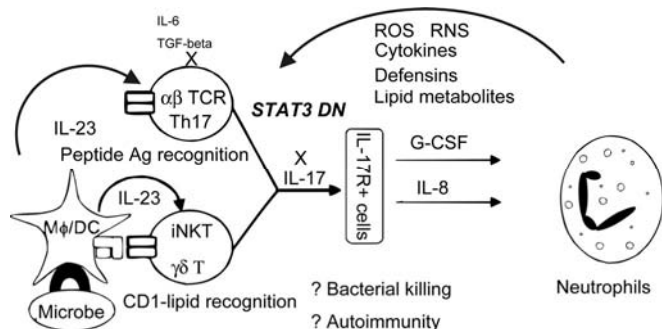 IL-6
TGF-beta
X
αβ TCR
Th17
IL-23
Peptide Ag recognition
STAT3 DN
X
IL-17
IL-23
Mϕ/DC
iNKT
γδ T
CD1-lipid recognition
Microbe
IL-17R+ cells
G-CSF
IL-8
ROS RNS
Cytokines
Defensins
Lipid metabolites
Neutrophils
? Bacterial killing
? Autoimmunity